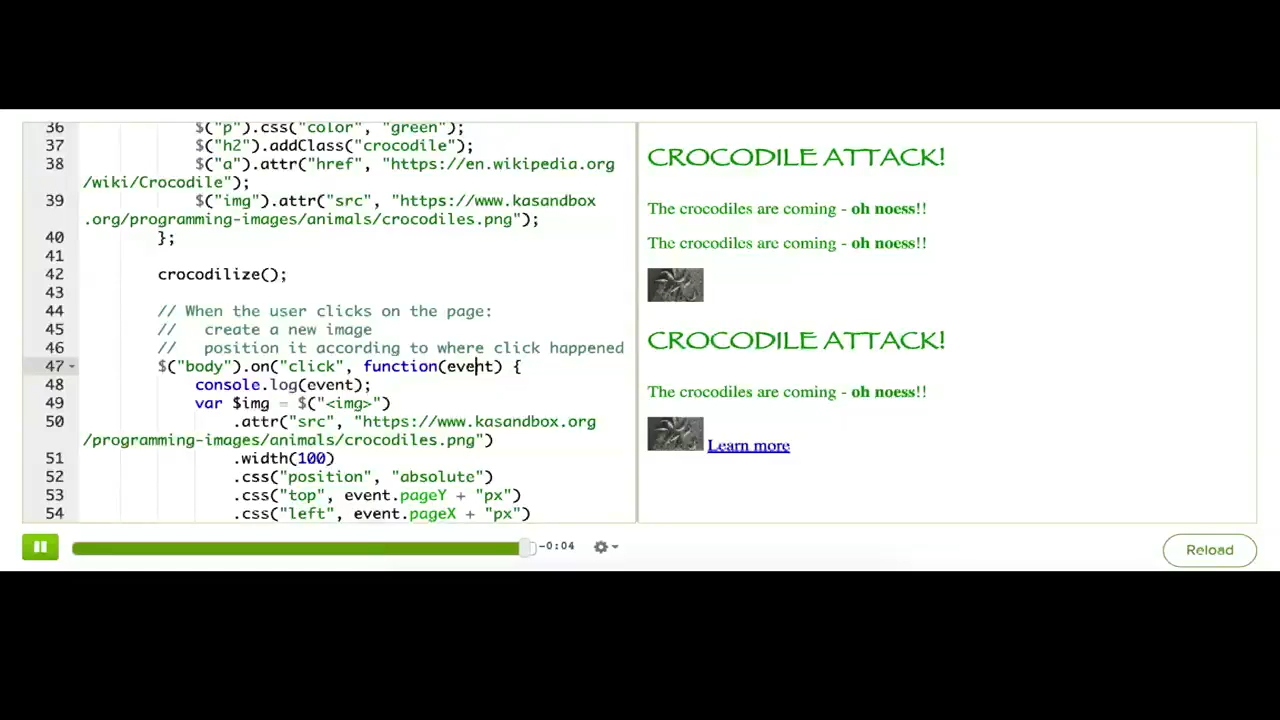 36 $("p").css("color", "green");
37 $("h2").addClass("crocodile");
38 $("a").attr("href", "https://en.wikipedia.org
/wiki/Crocodile");
39 $("img").attr("src", "https://www.kasandbox
.org/programming-images/animals/crocodiles.png");
40 };
41
42 crocodilize();
43
44 // When the user clicks on the page:
45 //   create a new image
46 //   position it according to where click happened
47 $("body").on("click", function(event) {
48 console.log(event);
49 var $img = $("<img>")
50 .attr("src", "https://www.kasandbox.org
/programming-images/animals/crocodiles.png")
51 .width(100)
52 .css("position", "absolute")
53 .css("top", event.pageY + "px")
54 .css("left", event.pageX + "px")
CROCODILE ATTACK!
The crocodiles are coming - oh noess!!
The crocodiles are coming - oh noess!!
CROCODILE ATTACK!
The crocodiles are coming - oh noess!!
Learn more
-0:04
Reload